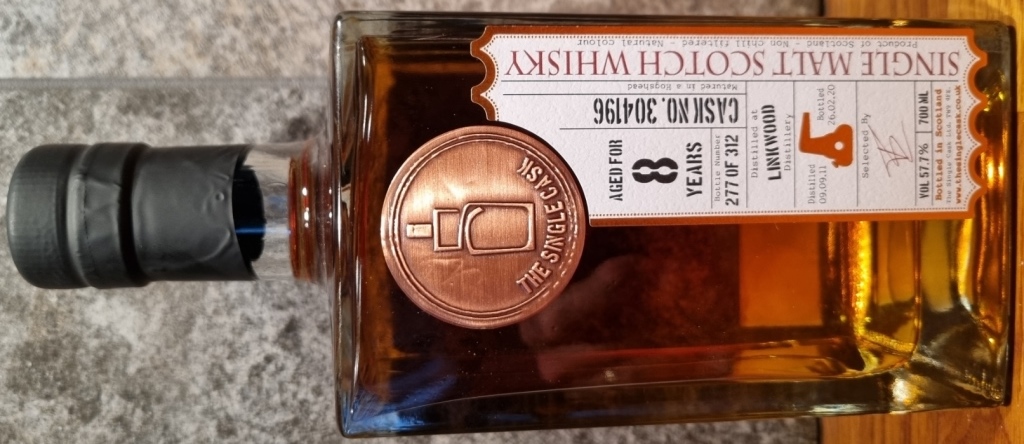 THE SINGLE CASK
SINGLE MALT SCOTCH WHISKY
Product of Scotland - Non chill filtered - Natural colour
AGED FOR
8
YEARS
CASK NO. 304196
Matured in a Hogshead
Bottle Number
277 OF 312
Distilled at
LINKWOOD
Distillery
Distilled
09.09.11
Bottled
26.02.20
Selected By
VOL 57.7% 700 ML
Bottled in Scotland
www.thesinglecask.co.uk